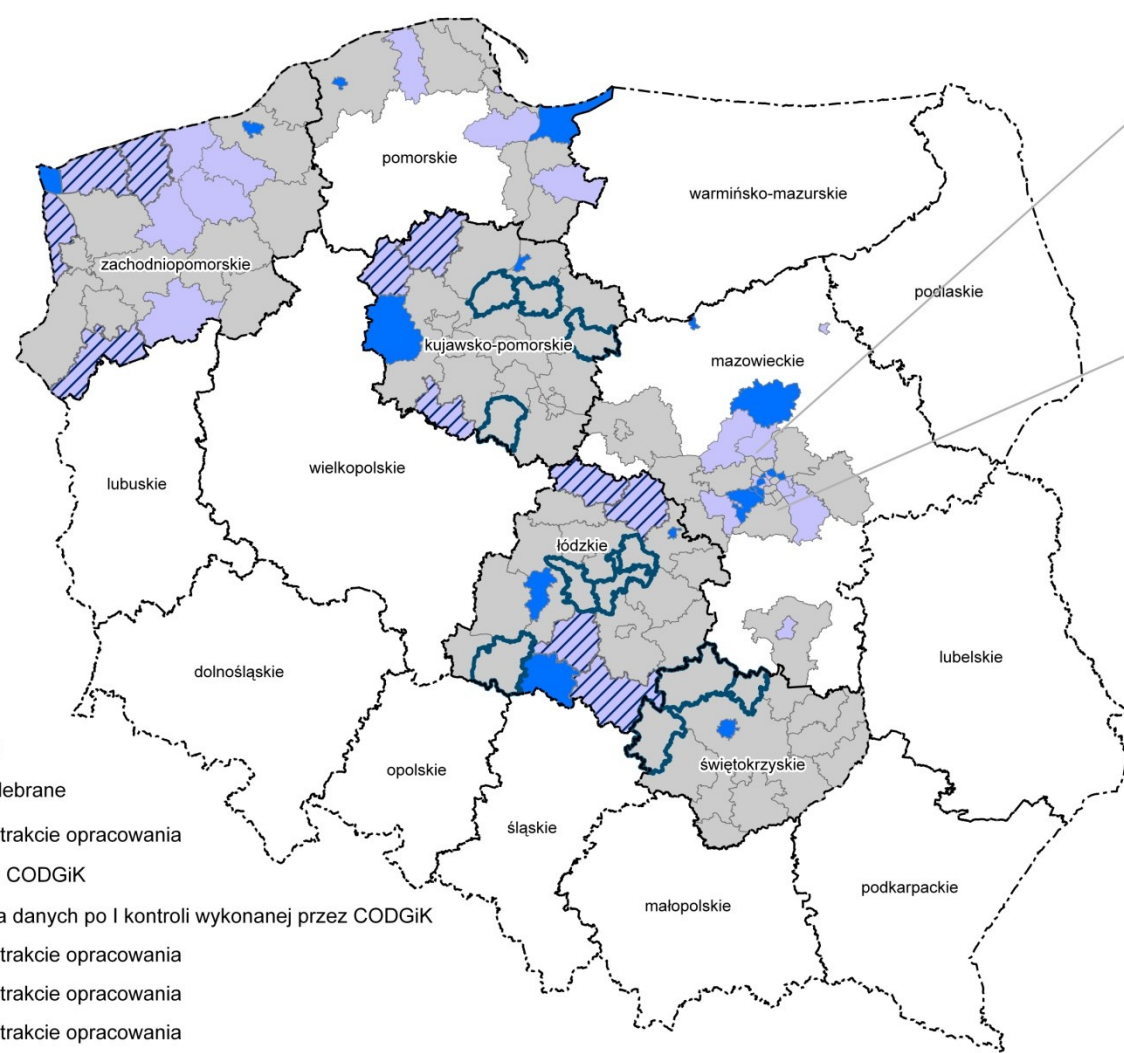 pomorskie
warmińsko-mazurskie
zachodniopomorskie
podlaskie
kujawsko-pomorskie
mazowieckie
wielkopolskie
lubuskie
łódzkie
dolnośląskie
lubelskie
opolskie
świętokrzyskie
śląskie
podkarpackie
małopolskie
trakcie opracowania
CODGiK
danych po I kontroli wykonanej przez CODGiK
trakcie opracowania
trakcie opracowania
trakcie opracowania